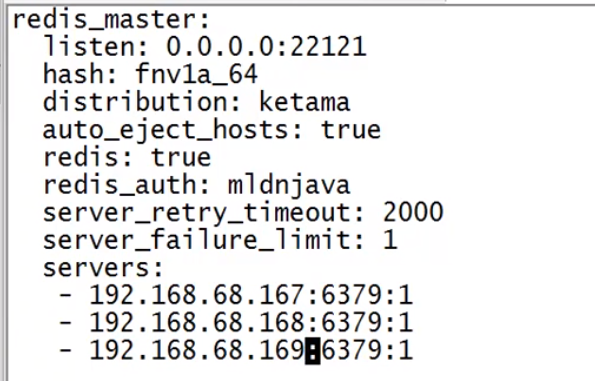 redis_master:
  listen: 0.0.0.0:22121
  hash: fnv1a_64
  distribution: ketama
  auto_eject_hosts: true
  redis: true
  redis_auth: mldnjava
  server_retry_timeout: 2000
  server_failure_limit: 1
  servers:
   - 192.168.68.167:6379:1
   - 192.168.68.168:6379:1
   - 192.168.68.169:6379:1